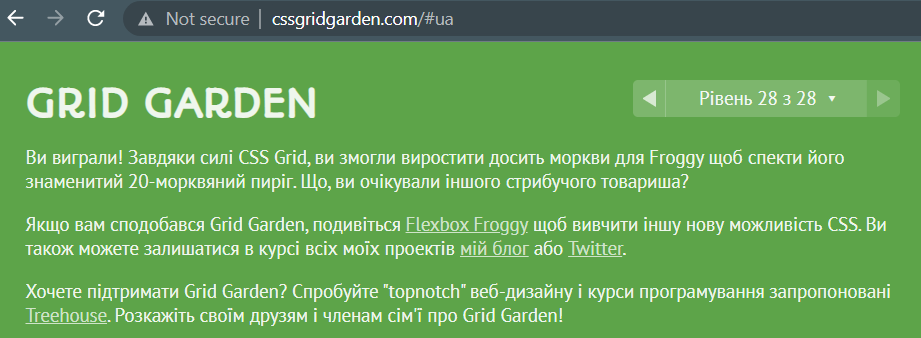 Not secure | cssgridgarden.com/#ua
GRID GARDEN
Рівень 28 з 28
Ви виграли! Завдяки силі CSS Grid, ви змогли виростити досить моркви для Froggy щоб спекти його
знаменитий 20-морквяний пиріг. Що, ви очікували іншого стрибучого товариша?
Якщо вам сподобався Grid Garden, подивіться Flexbox Froggy щоб вивчити іншу нову можливість CSS. Ви
також можете залишатися в курсі всіх моїх проектів мій блог або Twitter.
Хочете підтримати Grid Garden? Спробуйте "topnotch" веб-дизайну і курси програмування запропоновані
Treehouse. Розкажіть своїм друзям і членам сім'ї про Grid Garden!